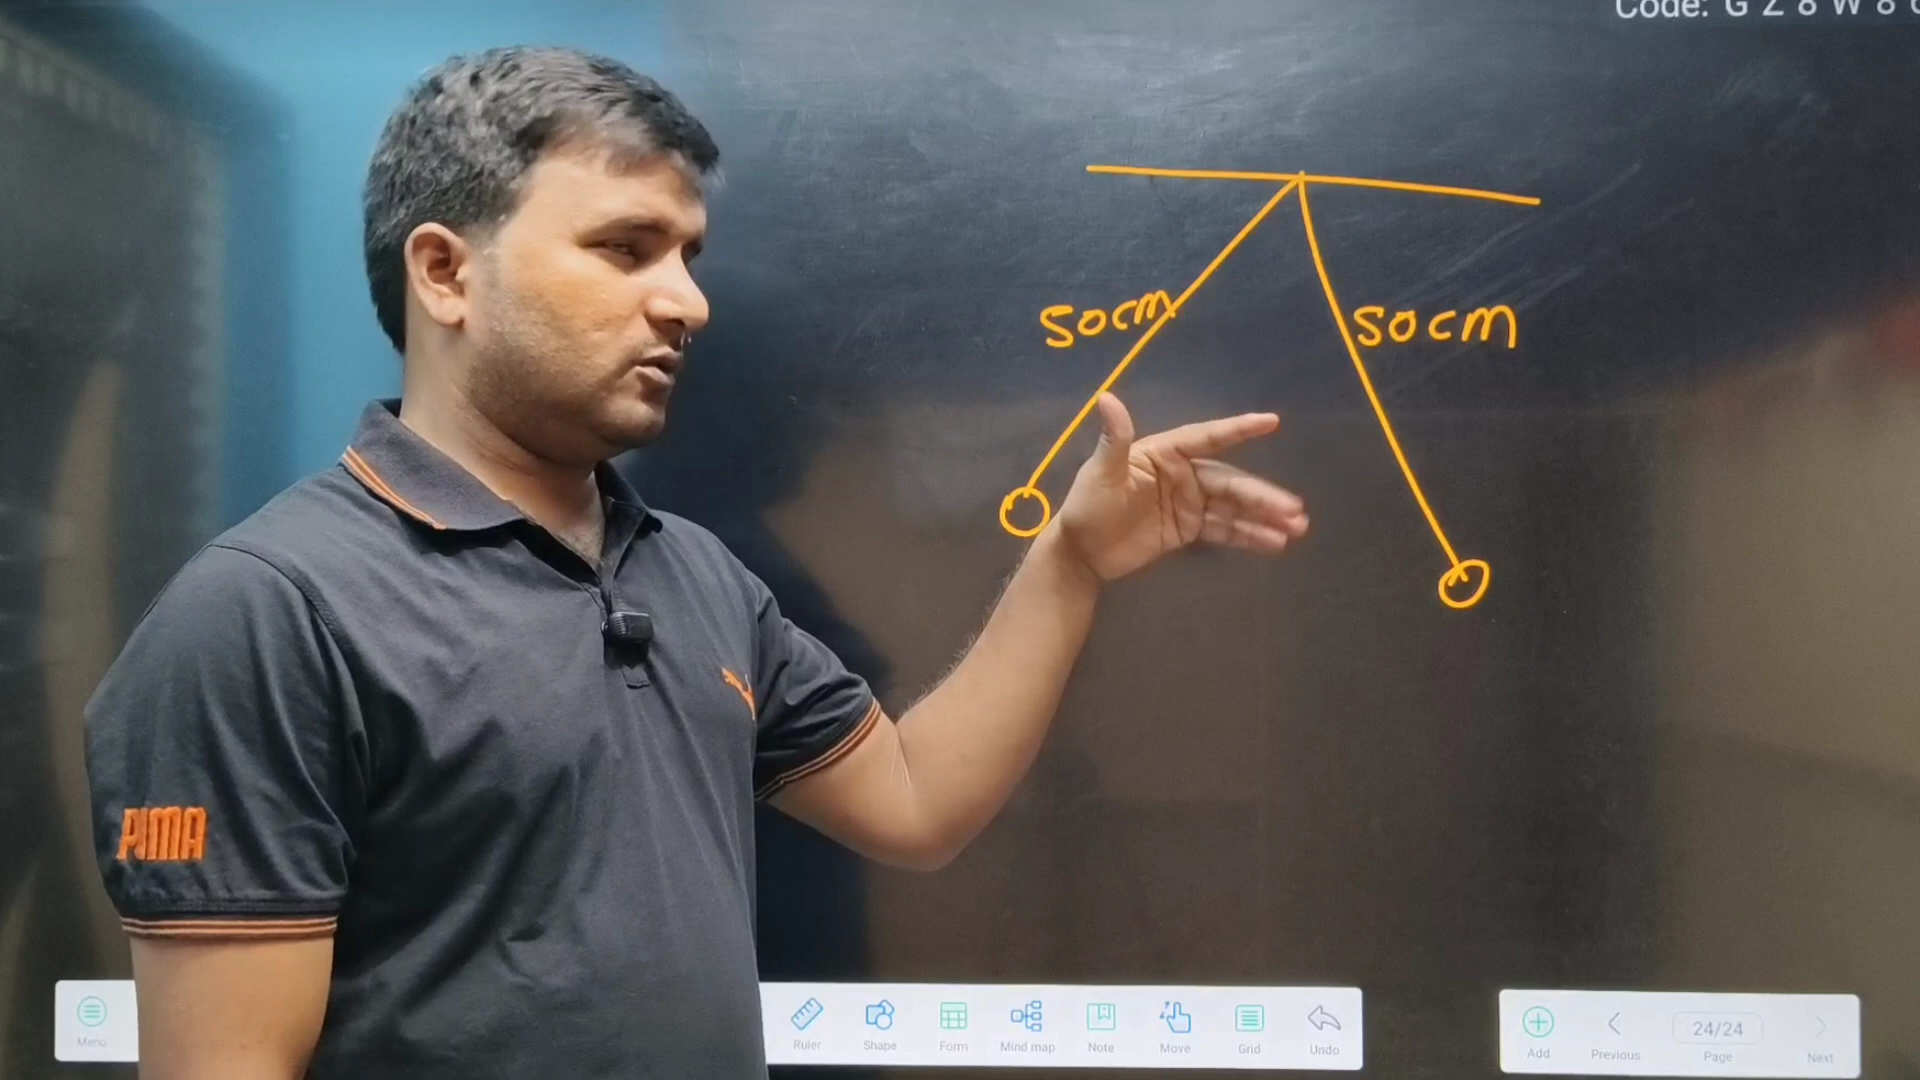 Code: G Z 8 W 8
50cm
50cm
PUMA
Menu
Ruler
Shape
Form
Mind map
Note
Move
Grid
Undo
Add
Previous
24/24
Page
Next